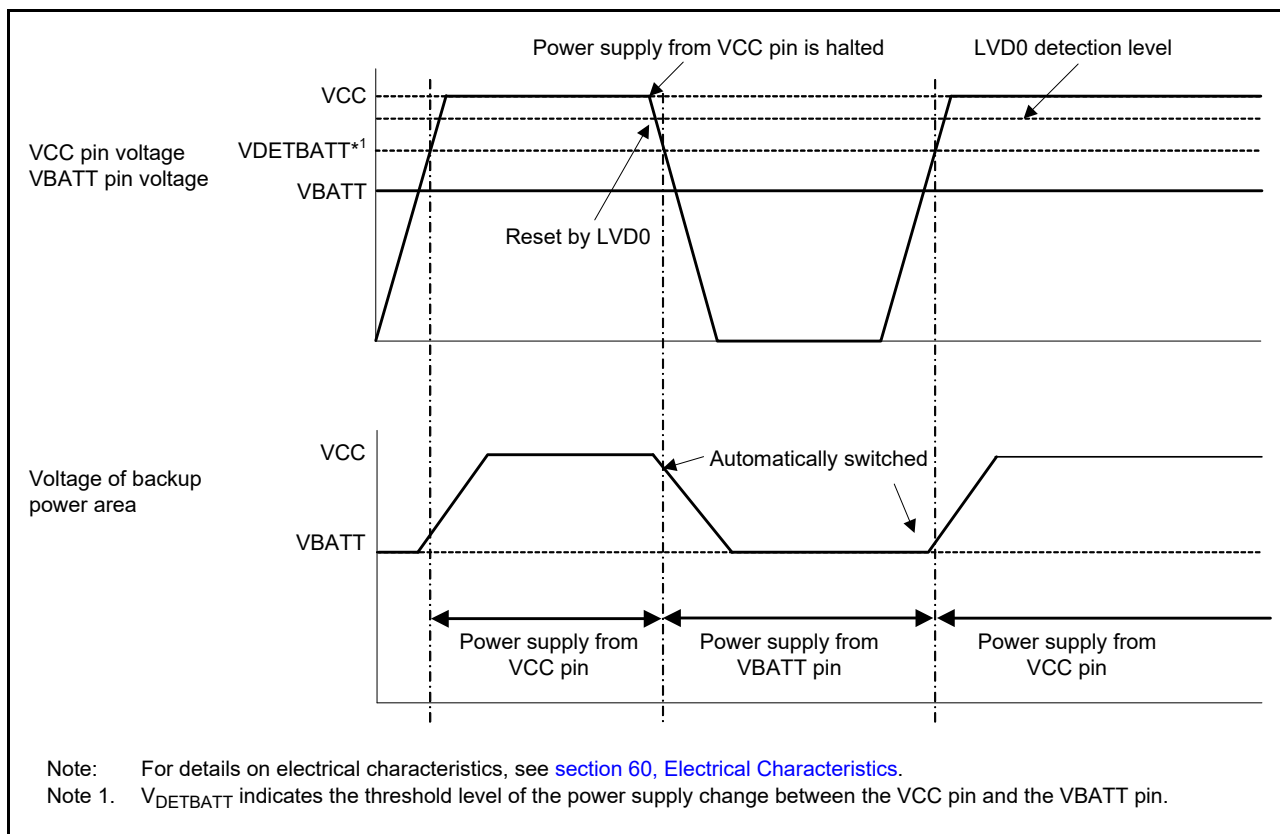 Power supply from VCC pin is halted
LVD0 detection level
VCC
VDETBATT*1
VCC pin voltage
VBATT pin voltage
VBATT
Reset by LVD0
VCC
Automatically switched
Voltage of backup
power area
VBATT
Power supply from
VCC pin
Power supply from
VBATT pin
Power supply from
VCC pin
Note: For details on electrical characteristics, see section 60, Electrical Characteristics.
Note 1. VDETBATT indicates the threshold level of the power supply change between the VCC pin and the VBATT pin.